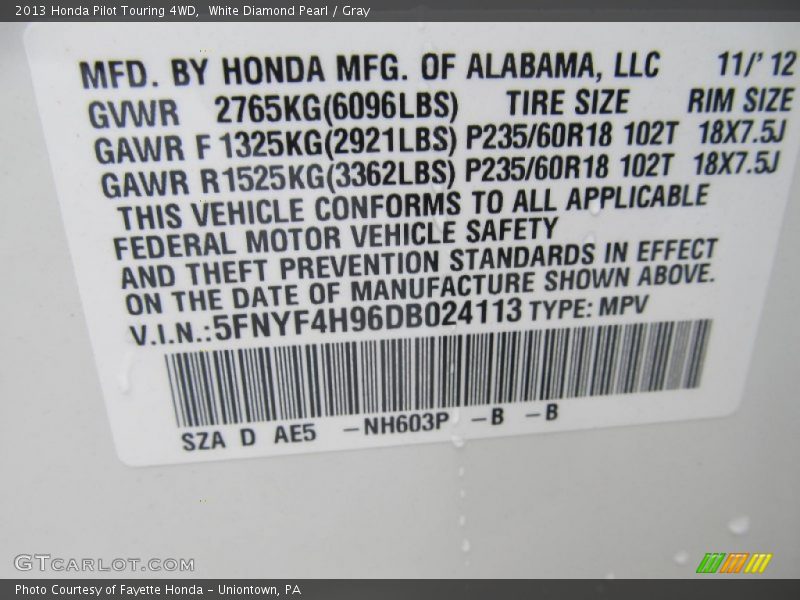 2013 Honda Pilot Touring 4WD,  White Diamond Pearl / Gray
MFD. BY HONDA MFG. OF ALABAMA, LLC 11/' 12
GVWR 2765KG(6096LBS) TIRE SIZE RIM SIZE
GAWR F 1325KG(2921LBS) P235/60R18 102T 18X7.5J
GAWR R 1525KG(3362LBS) P235/60R18 102T 18X7.5J
THIS VEHICLE CONFORMS TO ALL APPLICABLE
FEDERAL MOTOR VEHICLE SAFETY
AND THEFT PREVENTION STANDARDS IN EFFECT
ON THE DATE OF MANUFACTURE SHOWN ABOVE.
V.I.N.:5FNYF4H96DB024113 TYPE: MPV
SZA D AE5 -NH603P -B -B
GTCARLOT.COM
Photo Courtesy of Fayette Honda - Uniontown, PA